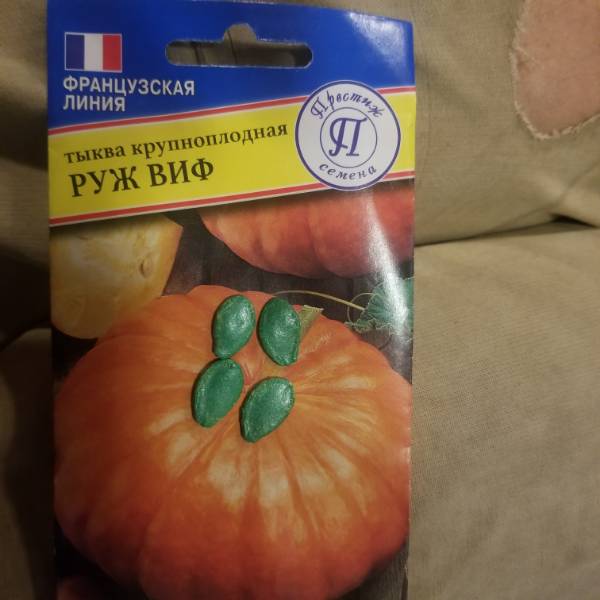 ФРАНЦУЗСКАЯ
ЛИНИЯ
Престиж
П
семена
тыква крупноплодная
РУЖ ВИФ